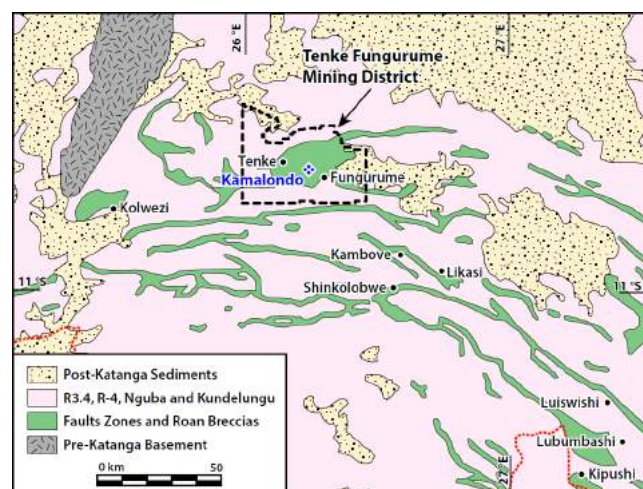 26 °E
27 °E
Tenke Fungurume
Mining District
Tenke
Kamalondo
Fungurume
Kolwezi
Kambove
Likasi
11 °S
11 °S
Shinkolobwe
Post-Katanga Sediments
R3.4, R-4, Nguba and Kundelungu
Faults Zones and Roan Breccias
Pre-Katanga Basement
0 km 50
Luiswishi
Lubumbashi
27 °E
Kipushi